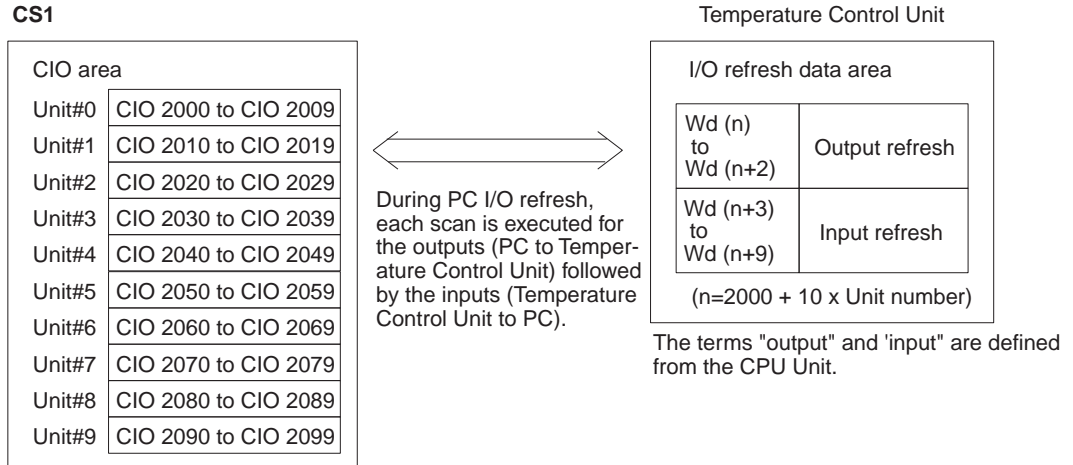 CS1
CIO area
Unit#0 CIO 2000 to CIO 2009
Unit#1 CIO 2010 to CIO 2019
Unit#2 CIO 2020 to CIO 2029
Unit#3 CIO 2030 to CIO 2039
Unit#4 CIO 2040 to CIO 2049
Unit#5 CIO 2050 to CIO 2059
Unit#6 CIO 2060 to CIO 2069
Unit#7 CIO 2070 to CIO 2079
Unit#8 CIO 2080 to CIO 2089
Unit#9 CIO 2090 to CIO 2099
During PC I/O refresh,
each scan is executed for
the outputs (PC to Temper-
ature Control Unit) followed
by the inputs (Temperature
Control Unit to PC).
Temperature Control Unit
I/O refresh data area
Wd (n)
to
Wd (n+2)
Output refresh
Wd (n+3)
to
Wd (n+9)
Input refresh
(n=2000 + 10 x Unit number)
The terms "output" and 'input" are defined
from the CPU Unit.